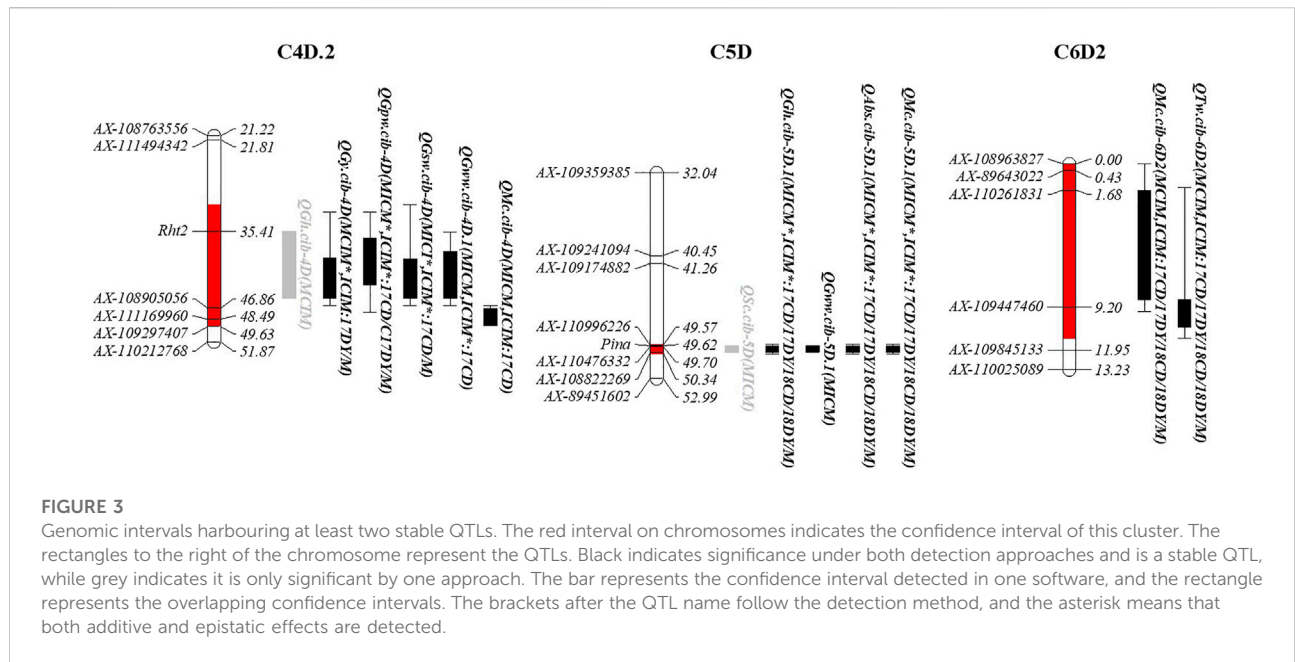 C4D.2
AX-108763556 21.22
AX-111494342 21.81
Rht2 35.41
AX-108905056 46.86
AX-111169960 48.49
AX-109297407 49.63
AX-110212768 51.87
QGh.cib-4D(MCIM)
QGy.cib-4D(MCIM*,ICIM:17DY/M)
QGpw.cib-4D(MICM*,ICIM*:17CD/C17DY/M)
QGsw.cib-4D(MICI*,ICIM*:17CD/M)
QGww.cib-4D.1(MICM,ICIM*:17CD)
QMc.cib-4D(MICM,ICIM:17CD)
C5D
AX-109359385 32.04
AX-109241094 40.45
AX-109174882 41.26
AX-110996226 49.57
Pina 49.62
AX-110476332 49.70
AX-108822269 50.34
AX-89451602 52.99
QSc.cib-5D(MICM)
QGh.cib-5D.1(MICM*,ICIM*:17CD/17DY/18CD/18DY/M)
QGww.cib-5D.1(MICM)
QAbs.cib-5D.1(MICM*,ICIM*:17CD/17DY/18CD/18DY/M)
QMc.cib-5D.1(MICM*,ICIM*:17CD/17DY/18CD/18DY/M)
C6D2
AX-108963827 0.00
AX-89643022 0.43
AX-110261831 1.68
AX-109447460 9.20
AX-109845133 11.95
AX-110025089 13.23
QMc.cib-6D2(MCIM,ICIM:17CD/17DY/18CD/18DY/M)
QTw.cib-6D2(MCIM,ICIM:17CD/17DY/18CD/18DY/M)
FIGURE 3
Genomic intervals harbouring at least two stable QTLs. The red interval on chromosomes indicates the confidence interval of this cluster. The
rectangles to the right of the chromosome represent the QTLs. Black indicates significance under both detection approaches and is a stable QTL,
while grey indicates it is only significant by one approach. The bar represents the confidence interval detected in one software, and the rectangle
represents the overlapping confidence intervals. The brackets after the QTL name follow the detection method, and the asterisk means that
both additive and epistatic effects are detected.